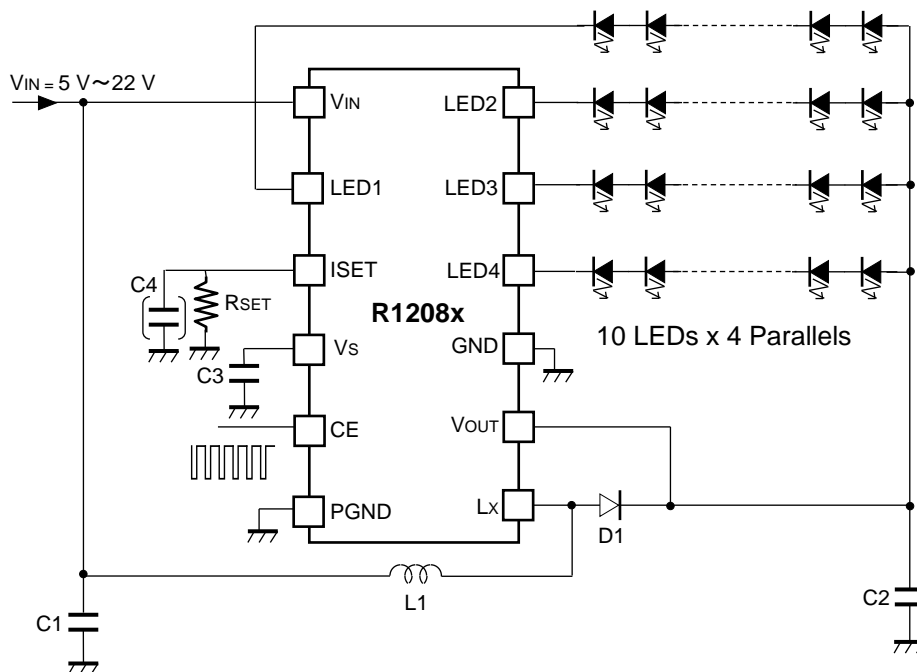 VIN = 5 V～22 V
VIN
LED2
LED1
LED3
ISET
LED4
C4
RSET
R1208x
10 LEDs x 4 Parallels
VS
GND
C3
CE
VOUT
PGND
LX
D1
L1
C1
C2